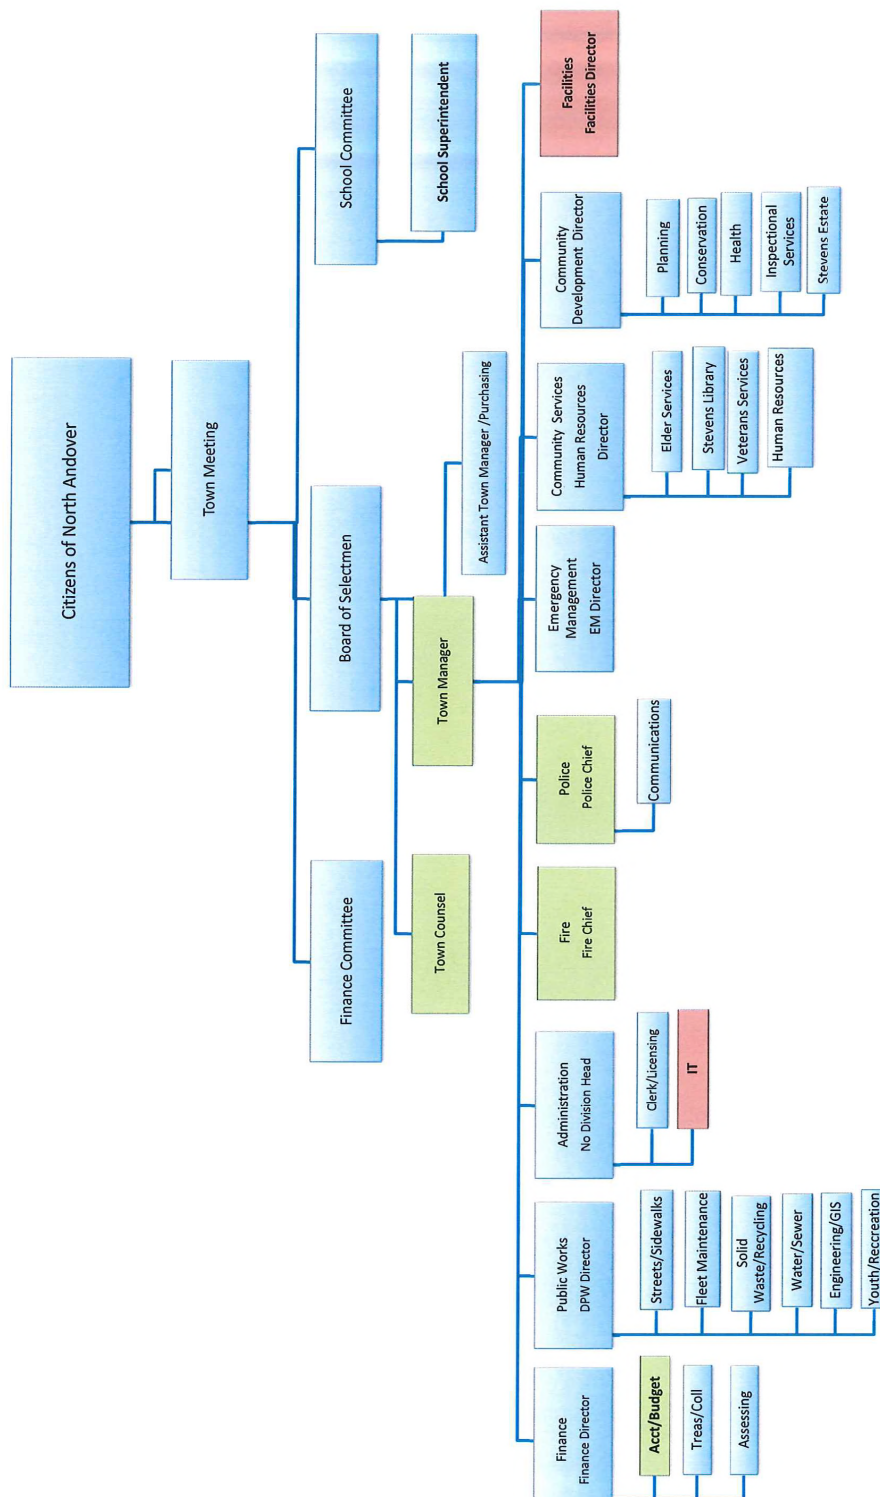 Citizens of North Andover
Town Meeting
Finance Committee
Board of Selectmen
School Committee
Town Counsel
Town Manager
School Superintendent
Assistant Town Manager /Purchasing
Finance
Finance Director
Acct/Budget
Treas/Coll
Assessing
Public Works
DPW Director
Streets/Sidewalks
Fleet Maintenance
Solid
Waste/Recycling
Water/Sewer
Engineering/GIS
Youth/Reccreation
Administration
No Division Head
Clerk/Licensing
IT
Fire
Fire Chief
Police
Police Chief
Communications
Emergency
Management
EM Director
Community Services
Human Resources
Director
Elder Services
Stevens Library
Veterans Services
Human Resources
Community
Development Director
Planning
Conservation
Health
Inspectional
Services
Stevens Estate
Facilities
Facilities Director